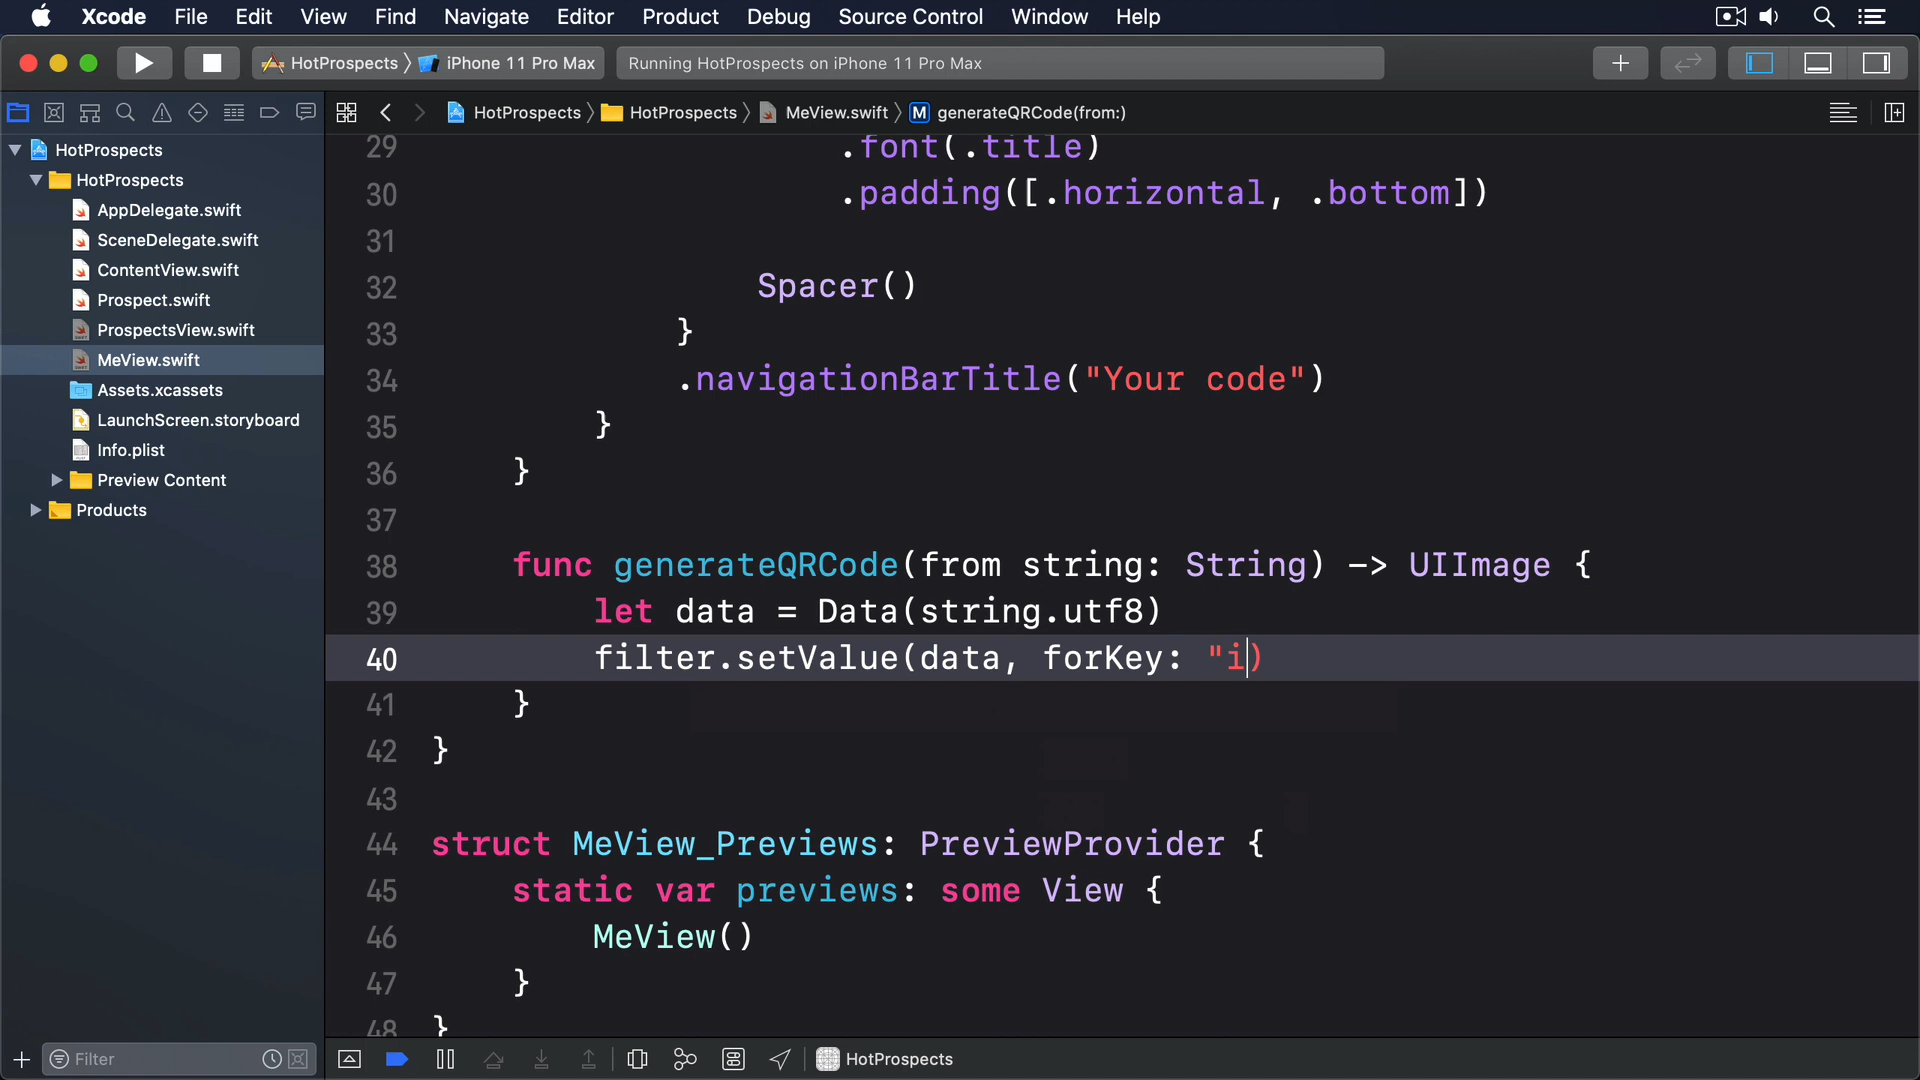 Xcode File Edit View Find Navigate Editor Product Debug Source Control Window Help
HotProspects iPhone 11 Pro Max Running HotProspects on iPhone 11 Pro Max
HotProspects HotProspects MeView.swift M generateQRCode(from:)
HotProspects
HotProspects
AppDelegate.swift
SceneDelegate.swift
ContentView.swift
Prospect.swift
ProspectsView.swift
MeView.swift
Assets.xcassets
LaunchScreen.storyboard
Info.plist
Preview Content
Products
Filter
29 .font(.title)
30 .padding([.horizontal, .bottom])
31
32 Spacer()
33 }
34 .navigationBarTitle("Your code")
35 }
36 }
37
38 func generateQRCode(from string: String) -> UIImage {
39 let data = Data(string.utf8)
40 filter.setValue(data, forKey: "i)
41 }
42 }
43
44 struct MeView_Previews: PreviewProvider {
45 static var previews: some View {
46 MeView()
47 }
48 }
HotProspects